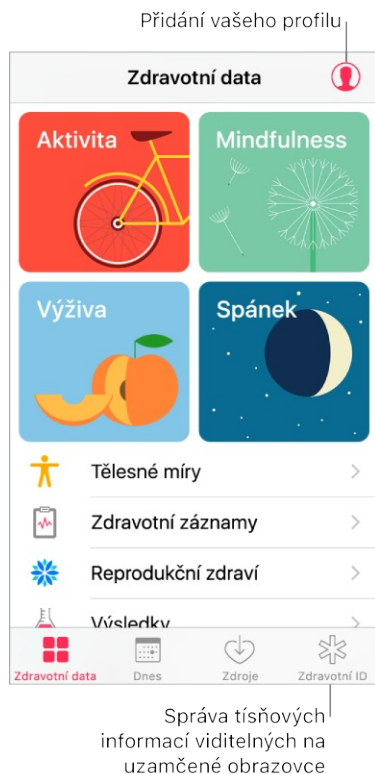 Přidání vašeho profilu
Zdravotní data
Aktivita
Mindfulness
Výživa
Spánek
Tělesné míry
Zdravotní záznamy
Reprodukční zdraví
Výsledky
Zdravotní data
Dnes
Zdroje
Zdravotní ID
Správa tísňových
informací viditelných na
uzamčené obrazovce